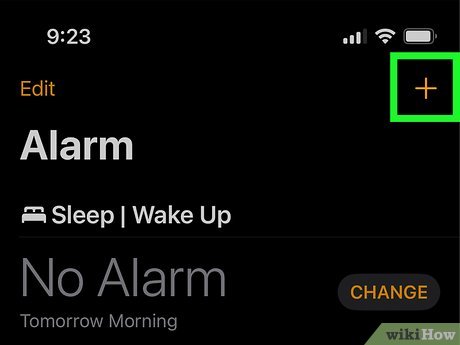 9:23
Edit
+
Alarm
Sleep | Wake Up
No Alarm
CHANGE
Tomorrow Morning
wikiHow